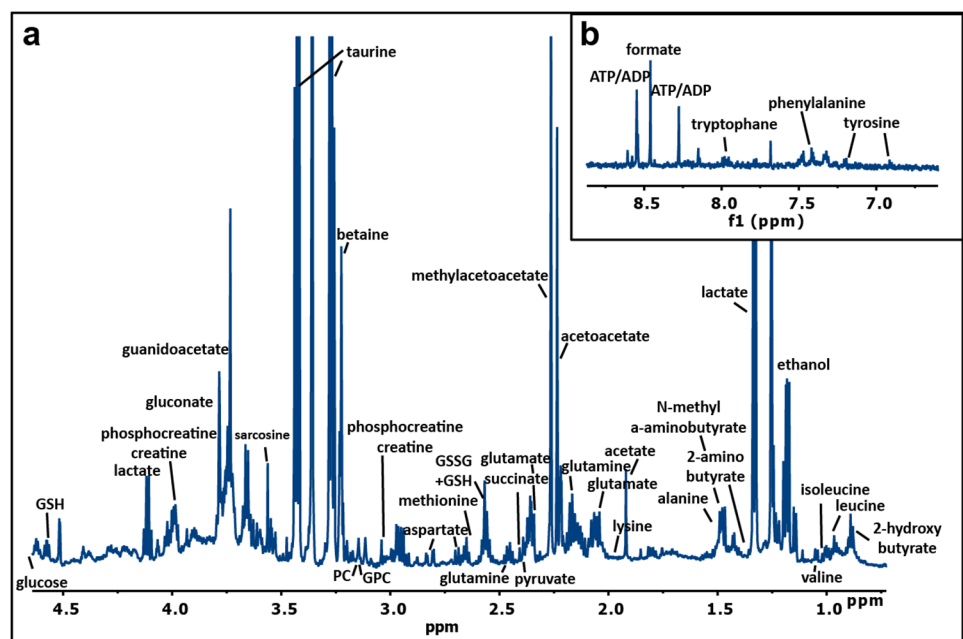 a
b
taurine
formate
ATP/ADP
ATP/ADP
tryptophane
phenylalanine
tyrosine
8.5
8.0
7.5
7.0
f1 (ppm)
betaine
methylacetoacetate
acetoacetate
lactate
ethanol
guanidoacetate
gluconate
phosphocreatine
creatine
lactate
sarcosine
GSH
glucose
phosphocreatine
creatine
PC
GPC
GSSG
+GSH
methionine
aspartate
glutamate
succinate
glutamine
pyruvate
glutamine
glutamate
acetate
lysine
N-methyl
a-aminobutyrate
2-amino
butyrate
alanine
isoleucine
leucine
valine
2-hydroxy
butyrate
4.5
4.0
3.5
3.0
2.5
2.0
1.5
1.0
ppm
ppm